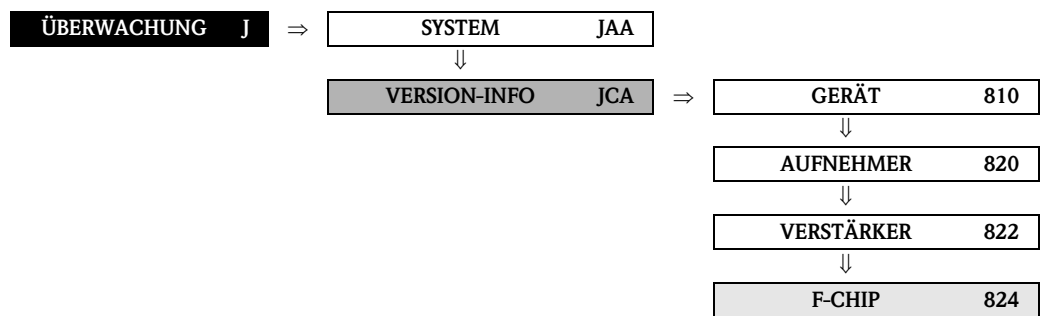 ÜBERWACHUNG J ⇒ SYSTEM JAA
⇓
VERSION-INFO JCA ⇒ GERÄT 810
⇓
AUFNEHMER 820
⇓
VERSTÄRKER 822
⇓
F-CHIP 824